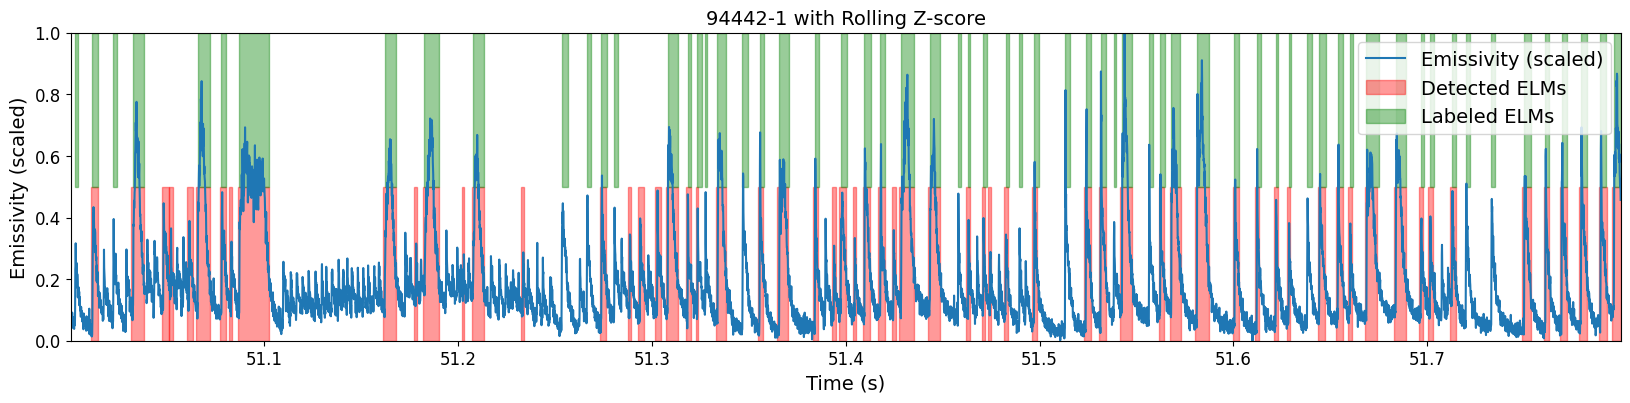 94442-1 with Rolling Z-score
Emissivity (scaled)
1.0
0.8
0.6
0.4
0.2
0.0
Emissivity (scaled)
Detected ELMs
Labeled ELMs
51.1 51.2 51.3 51.4 51.5 51.6 51.7
Time (s)